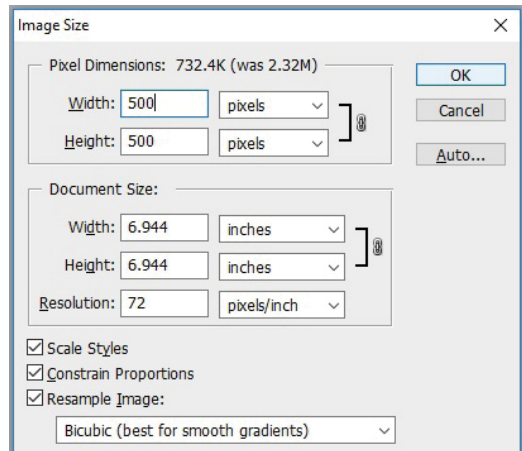 Image Size
Pixel Dimensions: 732.4K (was 2.32M)
OK
Width: 500 pixels
Cancel
Height: 500 pixels
Auto...
Document Size:
Width: 6.944 inches
Height: 6.944 inches
Resolution: 72 pixels/inch
Scale Styles
Constrain Proportions
Resample Image:
Bicubic (best for smooth gradients)